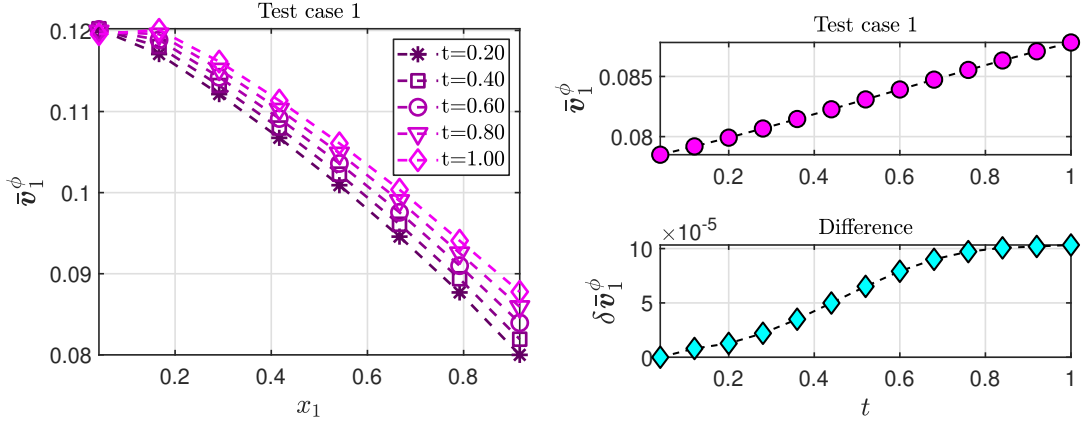 Test case 1
0.12
0.11
0.1
0.09
0.08
v̄₁^ϕ
0.2
0.4
0.6
0.8
x₁
t=0.20
t=0.40
t=0.60
t=0.80
t=1.00
Test case 1
0.085
0.08
v̄₁^ϕ
0.2
0.4
0.6
0.8
1
×10⁻⁵
Difference
10
5
0
δv̄₁^ϕ
0.2
0.4
0.6
0.8
1
t